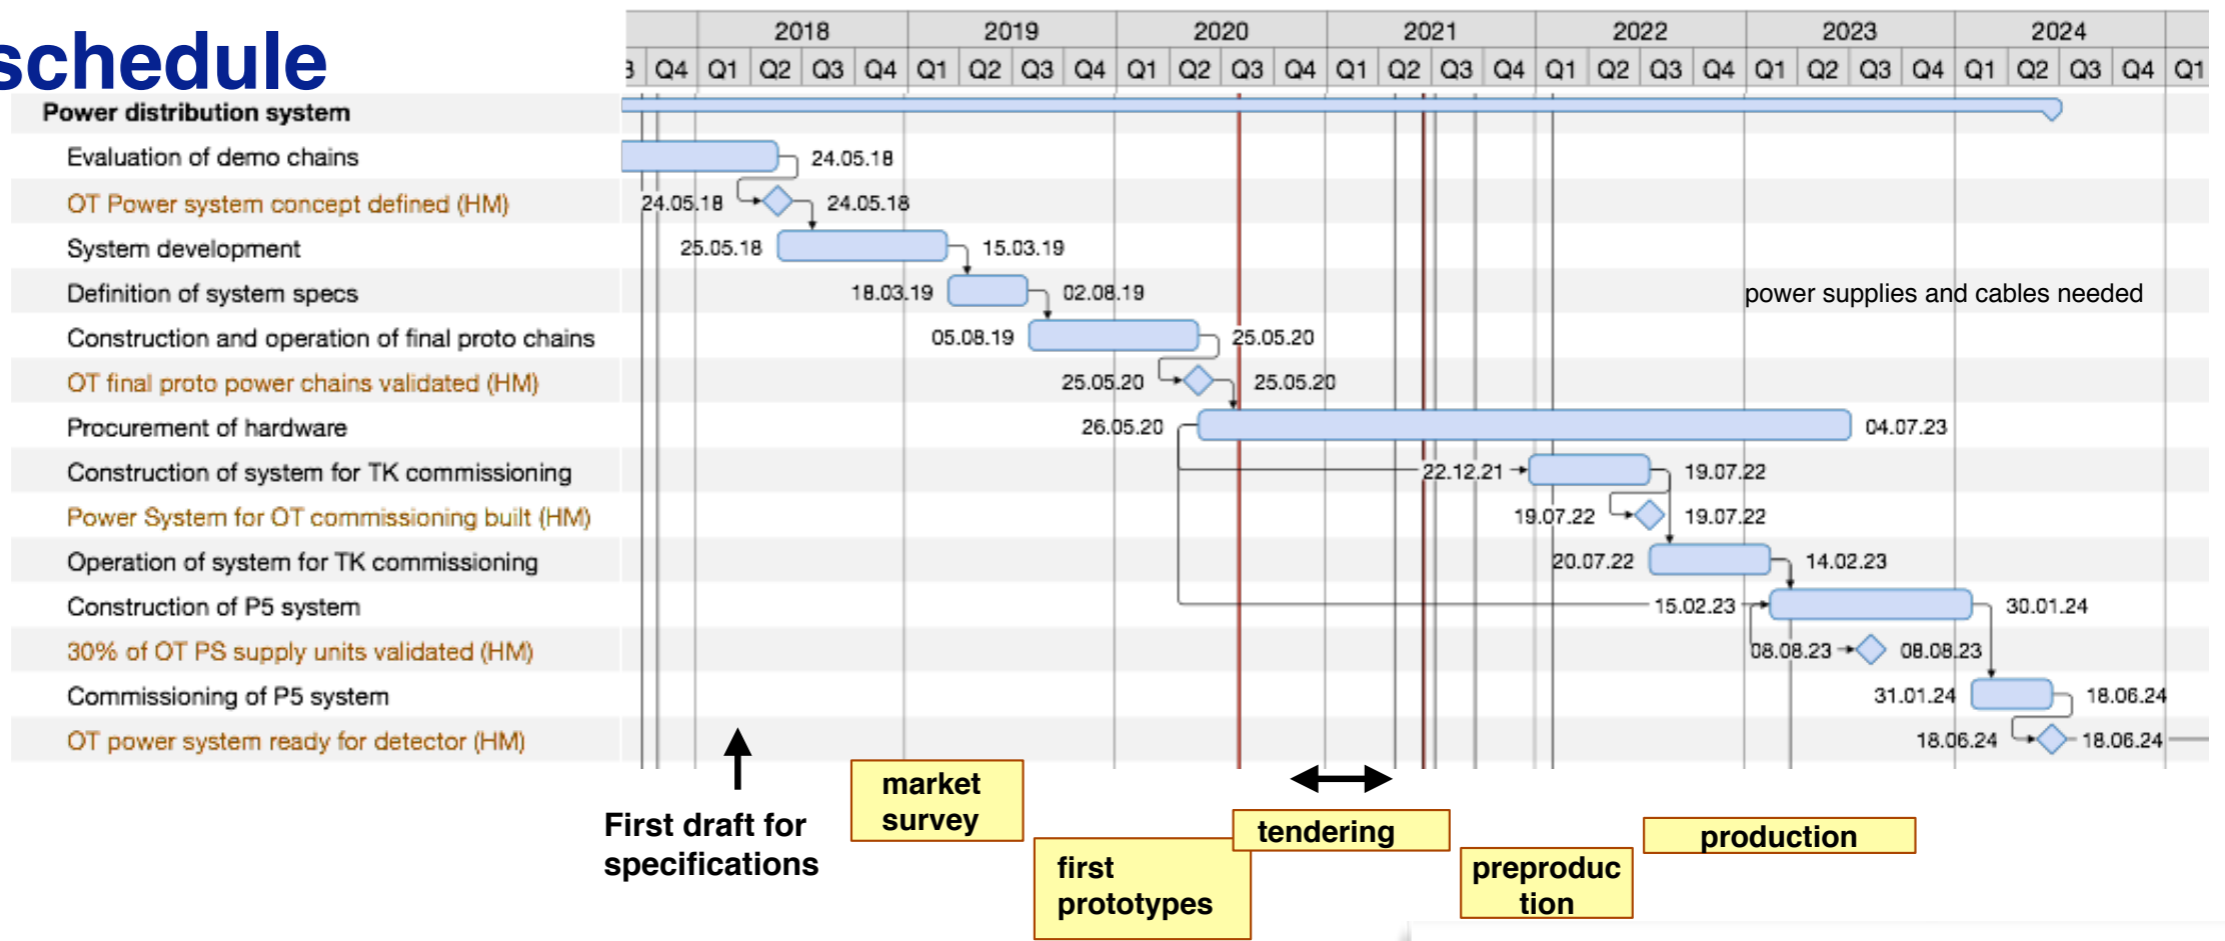 schedule
2018 2019 2020 2021 2022 2023 2024
3 Q4 Q1 Q2 Q3 Q4 Q1 Q2 Q3 Q4 Q1 Q2 Q3 Q4 Q1 Q2 Q3 Q4 Q1 Q2 Q3 Q4 Q1 Q2 Q3 Q4 Q1 Q2 Q3 Q4 Q1
Power distribution system
Evaluation of demo chains 24.05.18
OT Power system concept defined (HM) 24.05.18 24.05.18
System development 25.05.18 15.03.19
Definition of system specs 18.03.19 02.08.19 power supplies and cables needed
Construction and operation of final proto chains 05.08.19 25.05.20
OT final proto power chains validated (HM) 25.05.20 25.05.20
Procurement of hardware 26.05.20 04.07.23
Construction of system for TK commissioning 22.12.21 19.07.22
Power System for OT commissioning built (HM) 19.07.22 19.07.22
Operation of system for TK commissioning 20.07.22 14.02.23
Construction of P5 system 15.02.23 30.01.24
30% of OT PS supply units validated (HM) 08.08.23 08.08.23
Commissioning of P5 system 31.01.24 18.06.24
OT power system ready for detector (HM) 18.06.24 18.06.24
First draft for
specifications
market
survey
first
prototypes
tendering
preproduc
tion
production